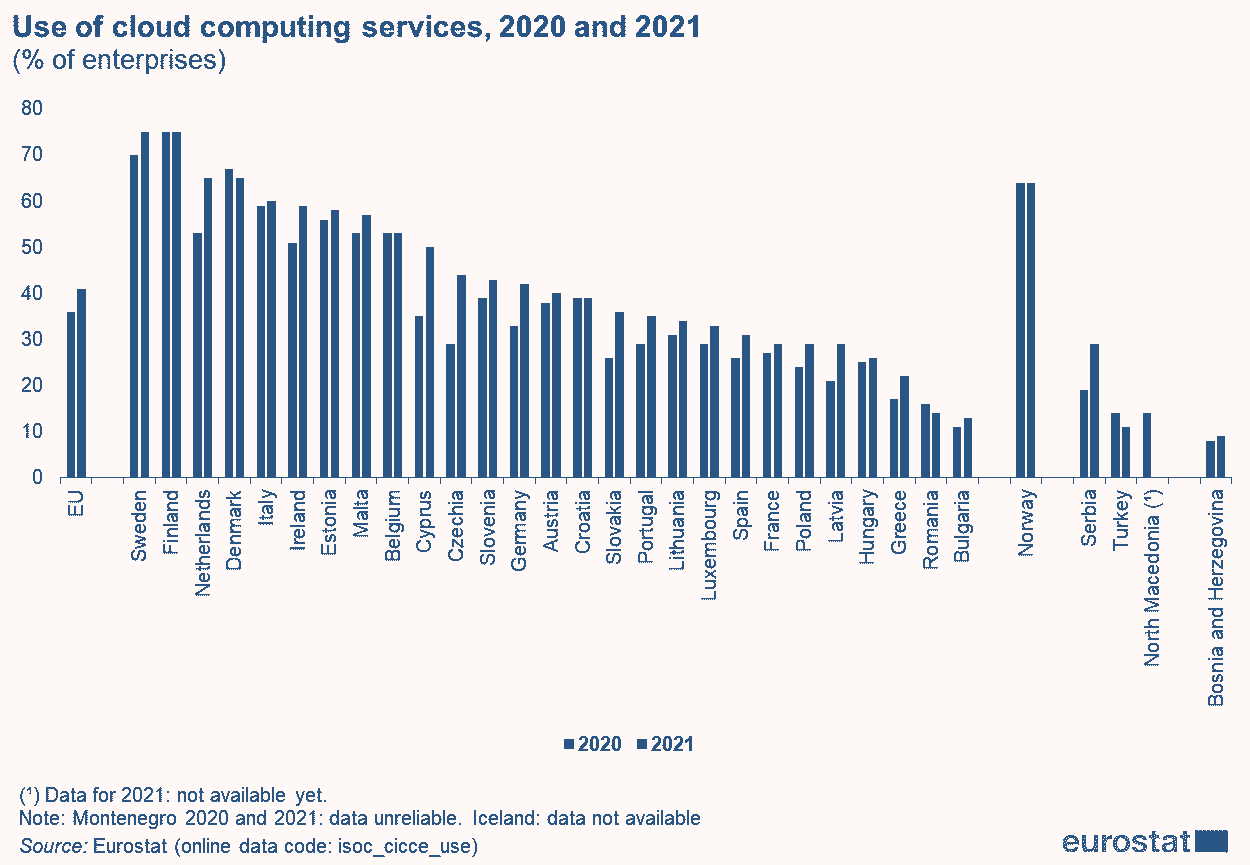 Use of cloud computing services, 2020 and 2021
(% of enterprises)
80
70
60
50
40
30
20
10
0
EU
Sweden
Finland
Netherlands
Denmark
Italy
Ireland
Estonia
Malta
Belgium
Cyprus
Czechia
Slovenia
Germany
Austria
Croatia
Slovakia
Portugal
Lithuania
Luxembourg
Spain
France
Poland
Latvia
Hungary
Greece
Romania
Bulgaria
Norway
Serbia
Turkey
North Macedonia (¹)
Bosnia and Herzegovina
2020 2021
(¹) Data for 2021: not available yet.
Note: Montenegro 2020 and 2021: data unreliable. Iceland: data not available
Source: Eurostat (online data code: isoc_cicce_use)
eurostat